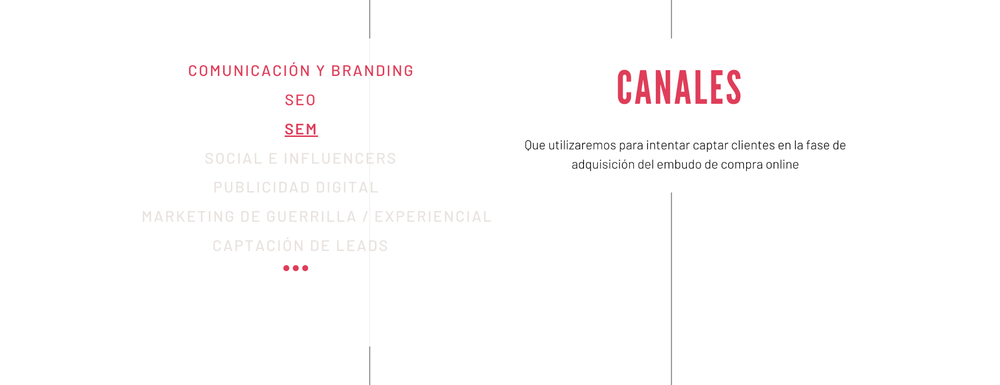 COMUNICACIÓN Y BRANDING
SEO
SEM
SOCIAL E INFLUENCERS
PUBLICIDAD DIGITAL
MARKETING DE GUERRILLA / EXPERIENCIAL
CAPTACIÓN DE LEADS
•••
CANALES
Que utilizaremos para intentar captar clientes en la fase de
adquisición del embudo de compra online